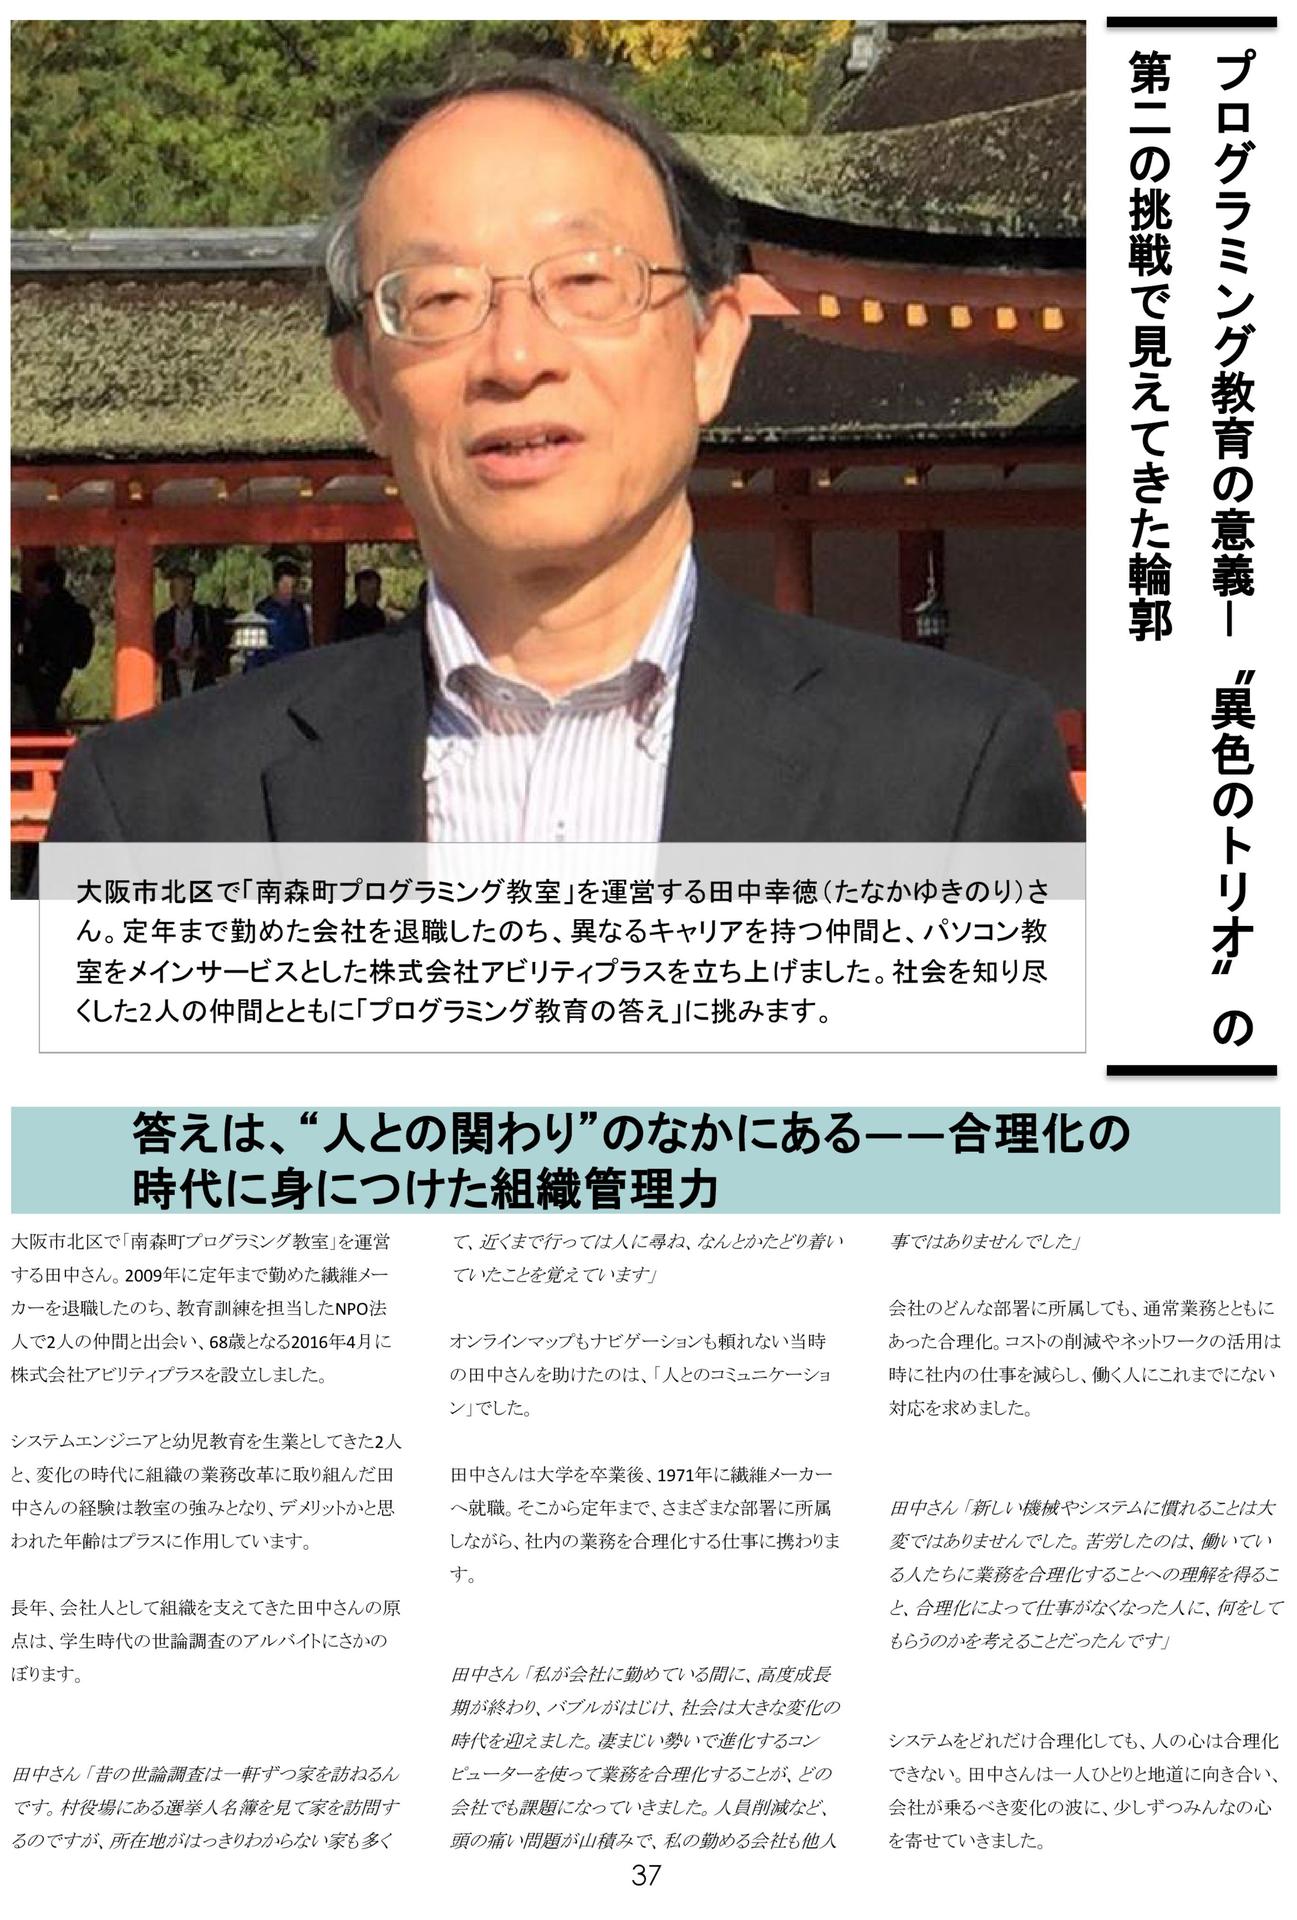 プログラミング教育の意義—〝異色のトリオ〟の
第二の挑戦で見えてきた輪郭
大阪市北区で「南森町プログラミング教室」を運営する田中幸徳（たなかゆきのり）さ
ん。定年まで勤めた会社を退職したのち、異なるキャリアを持つ仲間と、パソコン教
室をメインサービスとした株式会社アビリティプラスを立ち上げました。社会を知り尽
くした2人の仲間とともに「プログラミング教育の答え」に挑みます。
答えは、“人との関わり”のなかにある——合理化の
時代に身につけた組織管理力
大阪市北区で「南森町プログラミング教室」を運営
する田中さん。2009年に定年まで勤めた繊維メー
カーを退職したのち、教育訓練を担当したNPO法
人で2人の仲間と出会い、68歳となる2016年4月に
株式会社アビリティプラスを設立しました。
システムエンジニアと幼児教育を生業としてきた2人
と、変化の時代に組織の業務改革に取り組んだ田
中さんの経験は教室の強みとなり、デメリットかと思
われた年齢はプラスに作用しています。
長年、会社人として組織を支えてきた田中さんの原
点は、学生時代の世論調査のアルバイトにさかの
ぼります。
田中さん「昔の世論調査は一軒ずつ家を訪ねるん
です。村役場にある選挙人名簿を見て家を訪問す
るのですが、所在地がはっきりわからない家も多く
て、近くまで行っては人に尋ね、なんとかたどり着い
ていたことを覚えています」
オンラインマップもナビゲーションも頼れない当時
の田中さんを助けたのは、「人とのコミュニケーショ
ン」でした。
田中さんは大学を卒業後、1971年に繊維メーカー
へ就職。そこから定年まで、さまざまな部署に所属
しながら、社内の業務を合理化する仕事に携わりま
す。
田中さん「私が会社に勤めている間に、高度成長
期が終わり、バブルがはじけ、社会は大きな変化の
時代を迎えました。凄まじい勢いで進化するコン
ピューターを使って業務を合理化することが、どの
会社でも課題になっていきました。人員削減など、
頭の痛い問題が山積みで、私の勤める会社も他人
事ではありませんでした」
会社のどんな部署に所属しても、通常業務とともに
あった合理化。コストの削減やネットワークの活用は
時に社内の仕事を減らし、働く人にこれまでにない
対応を求めました。
田中さん「新しい機械やシステムに慣れることは大
変ではありませんでした。苦労したのは、働いてい
る人たちに業務を合理化することへの理解を得るこ
と、合理化によって仕事がなくなった人に、何をして
もらうのかを考えることだったんです」
システムをどれだけ合理化しても、人の心は合理化
できない。田中さんは一人ひとりと地道に向き合い、
会社が乗るべき変化の波に、少しずつみんなの心
を寄せていきました。
37